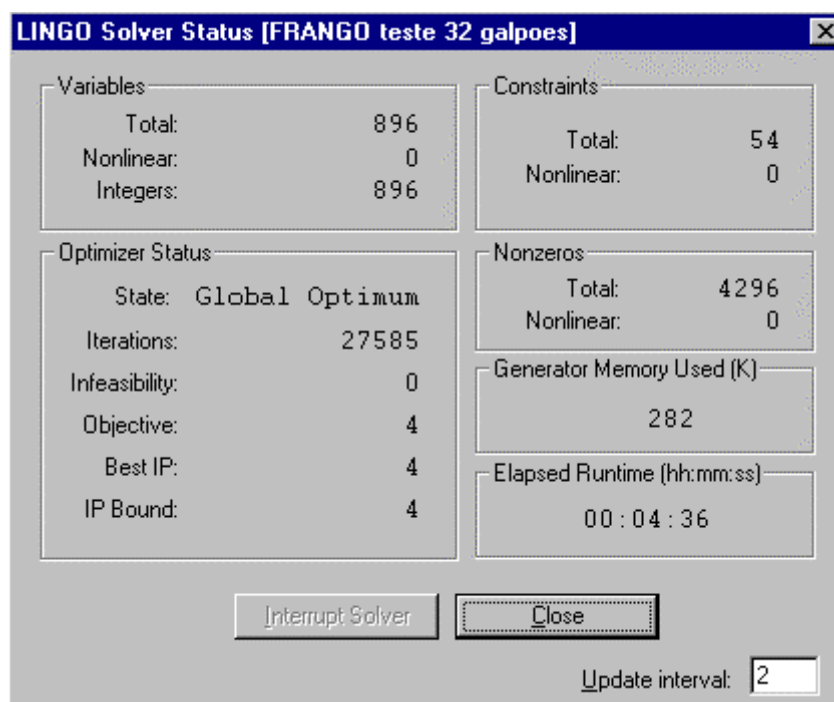 LINGO Solver Status [FRANGO teste 32 galpoes]
Variables
Total: 896
Nonlinear: 0
Integers: 896
Constraints
Total: 54
Nonlinear: 0
Optimizer Status
State: Global Optimum
Iterations: 27585
Infeasibility: 0
Objective: 4
Best IP: 4
IP Bound: 4
Nonzeros
Total: 4296
Nonlinear: 0
Generator Memory Used (K)
282
Elapsed Runtime (hh:mm:ss)
00:04:36
Interrupt Solver
Close
Update interval: 2